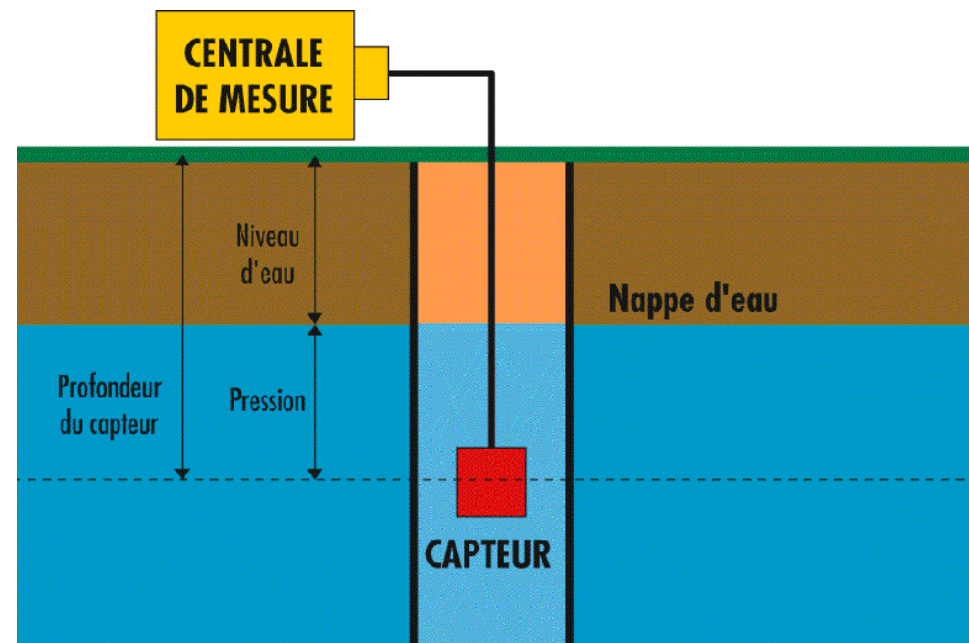 CENTRALE
DE MESURE
Niveau
d'eau
Nappe d'eau
Profondeur
du capteur
Pression
CAPTEUR